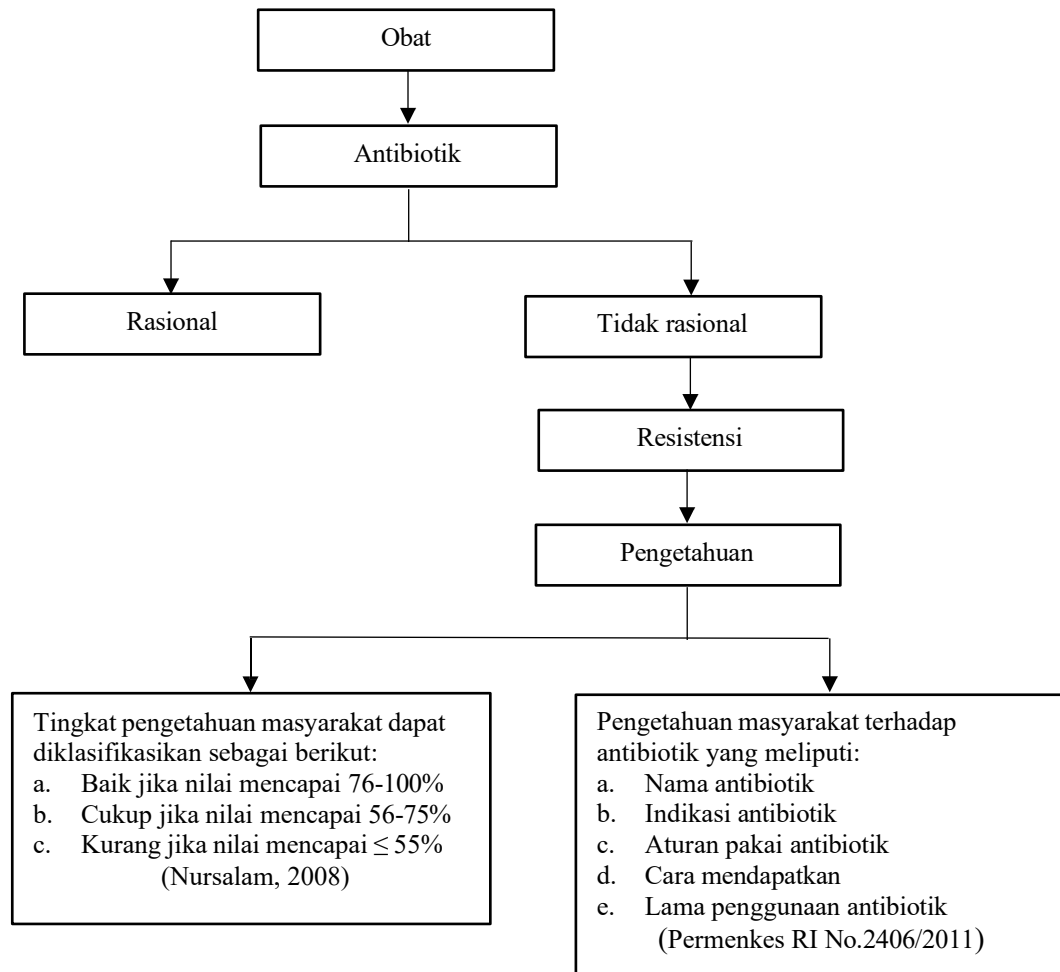 Obat
Antibiotik
Rasional
Tidak rasional
Resistensi
Pengetahuan
Tingkat pengetahuan masyarakat dapat
diklasifikasikan sebagai berikut:
a. Baik jika nilai mencapai 76-100%
b. Cukup jika nilai mencapai 56-75%
c. Kurang jika nilai mencapai ≤ 55%
(Nursalam, 2008)
Pengetahuan masyarakat terhadap
antibiotik yang meliputi:
a. Nama antibiotik
b. Indikasi antibiotik
c. Aturan pakai antibiotik
d. Cara mendapatkan
e. Lama penggunaan antibiotik
(Permenkes RI No.2406/2011)